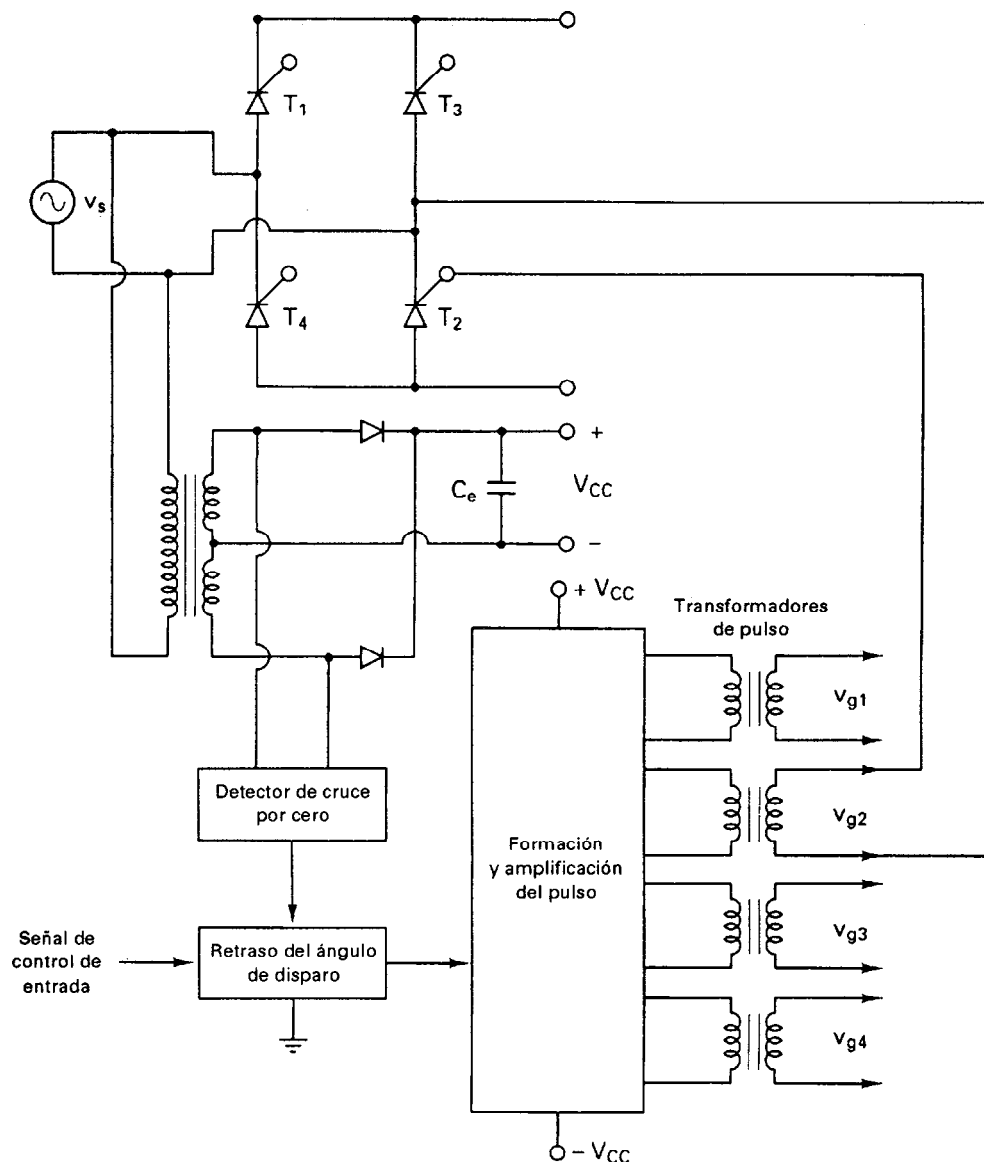 T1
T3
vs
T4
T2
+
Ce
VCC
−
+ VCC
Transformadores
de pulso
vg1
Detector de cruce
por cero
vg2
Formación
y amplificación
del pulso
Señal de
control de
entrada
Retraso del ángulo
de disparo
vg3
vg4
− VCC